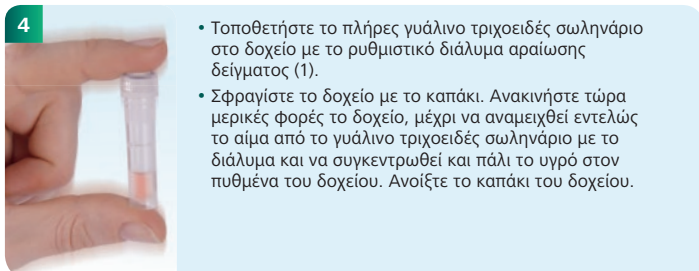 4
• Τοποθετήστε το πλήρες γυάλινο τριχοειδές σωληνάριο
στο δοχείο με το ρυθμιστικό διάλυμα αραίωσης
δείγματος (1).
• Σφραγίστε το δοχείο με το καπάκι. Ανακινήστε τώρα
μερικές φορές το δοχείο, μέχρι να αναμειχθεί εντελώς
το αίμα από το γυάλινο τριχοειδές σωληνάριο με το
διάλυμα και να συγκεντρωθεί και πάλι το υγρό στον
πυθμένα του δοχείου. Ανοίξτε το καπάκι του δοχείου.